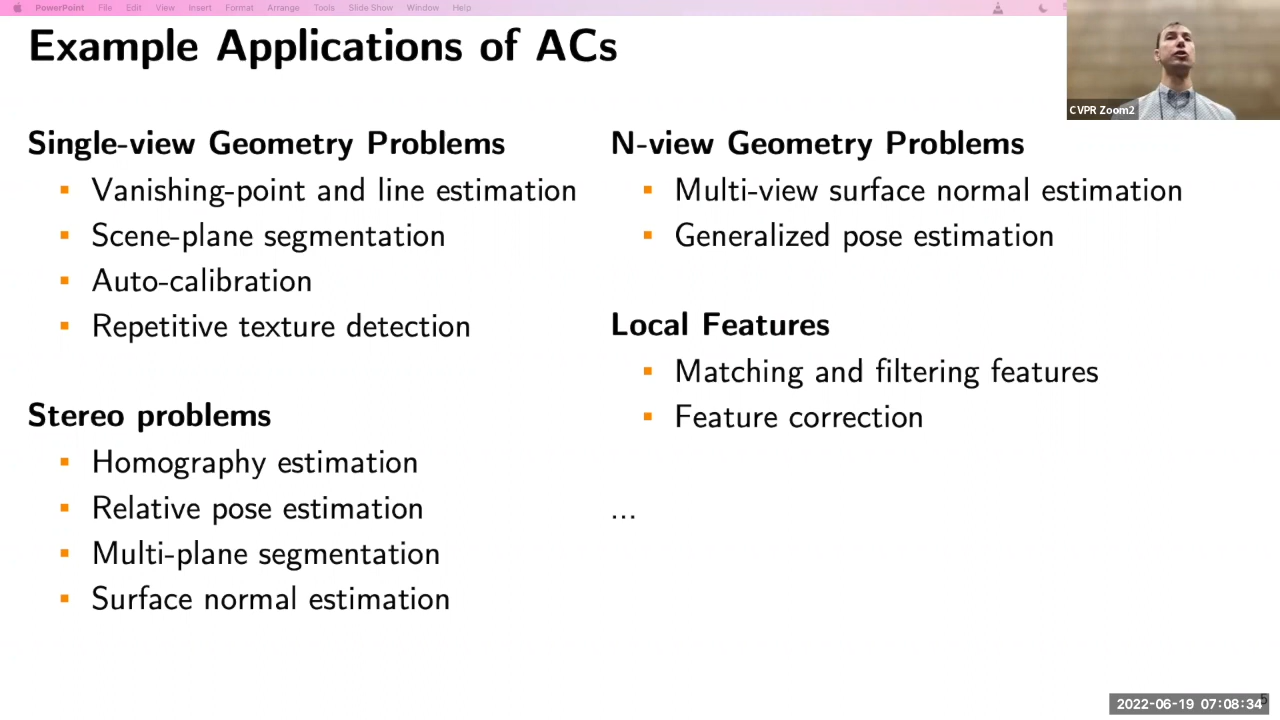 PowerPoint File Edit View Insert Format Arrange Tools Slide Show Window Help
Example Applications of ACs
CVPR Zoom2
Single-view Geometry Problems
▪ Vanishing-point and line estimation
▪ Scene-plane segmentation
▪ Auto-calibration
▪ Repetitive texture detection
Stereo problems
▪ Homography estimation
▪ Relative pose estimation
▪ Multi-plane segmentation
▪ Surface normal estimation
N-view Geometry Problems
▪ Multi-view surface normal estimation
▪ Generalized pose estimation
Local Features
▪ Matching and filtering features
▪ Feature correction
...
5
2022-06-19 07:08:34